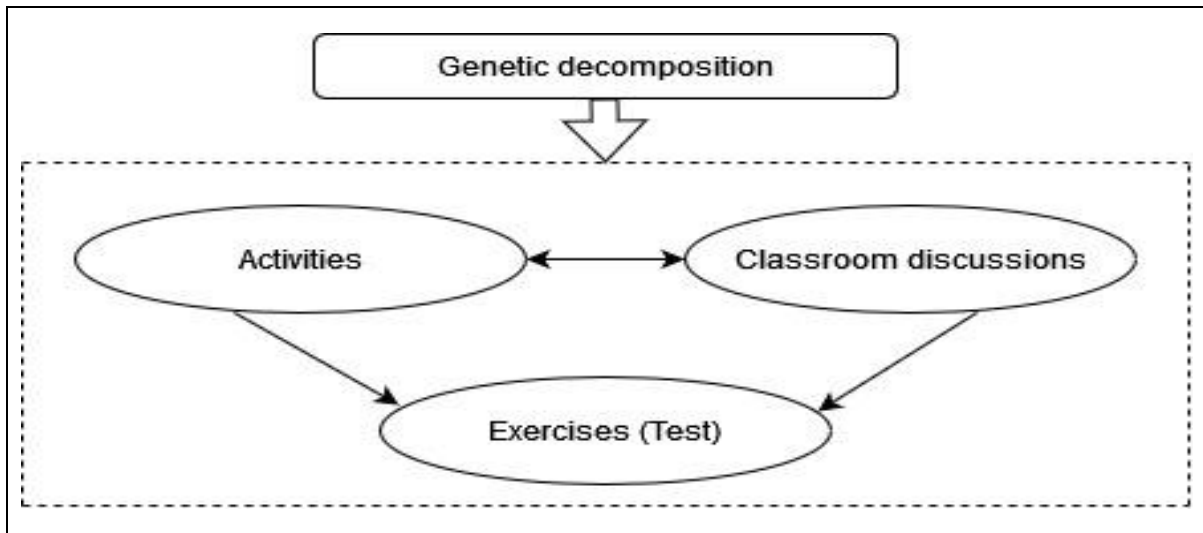 Genetic decomposition
Activities
Classroom discussions
Exercises (Test)